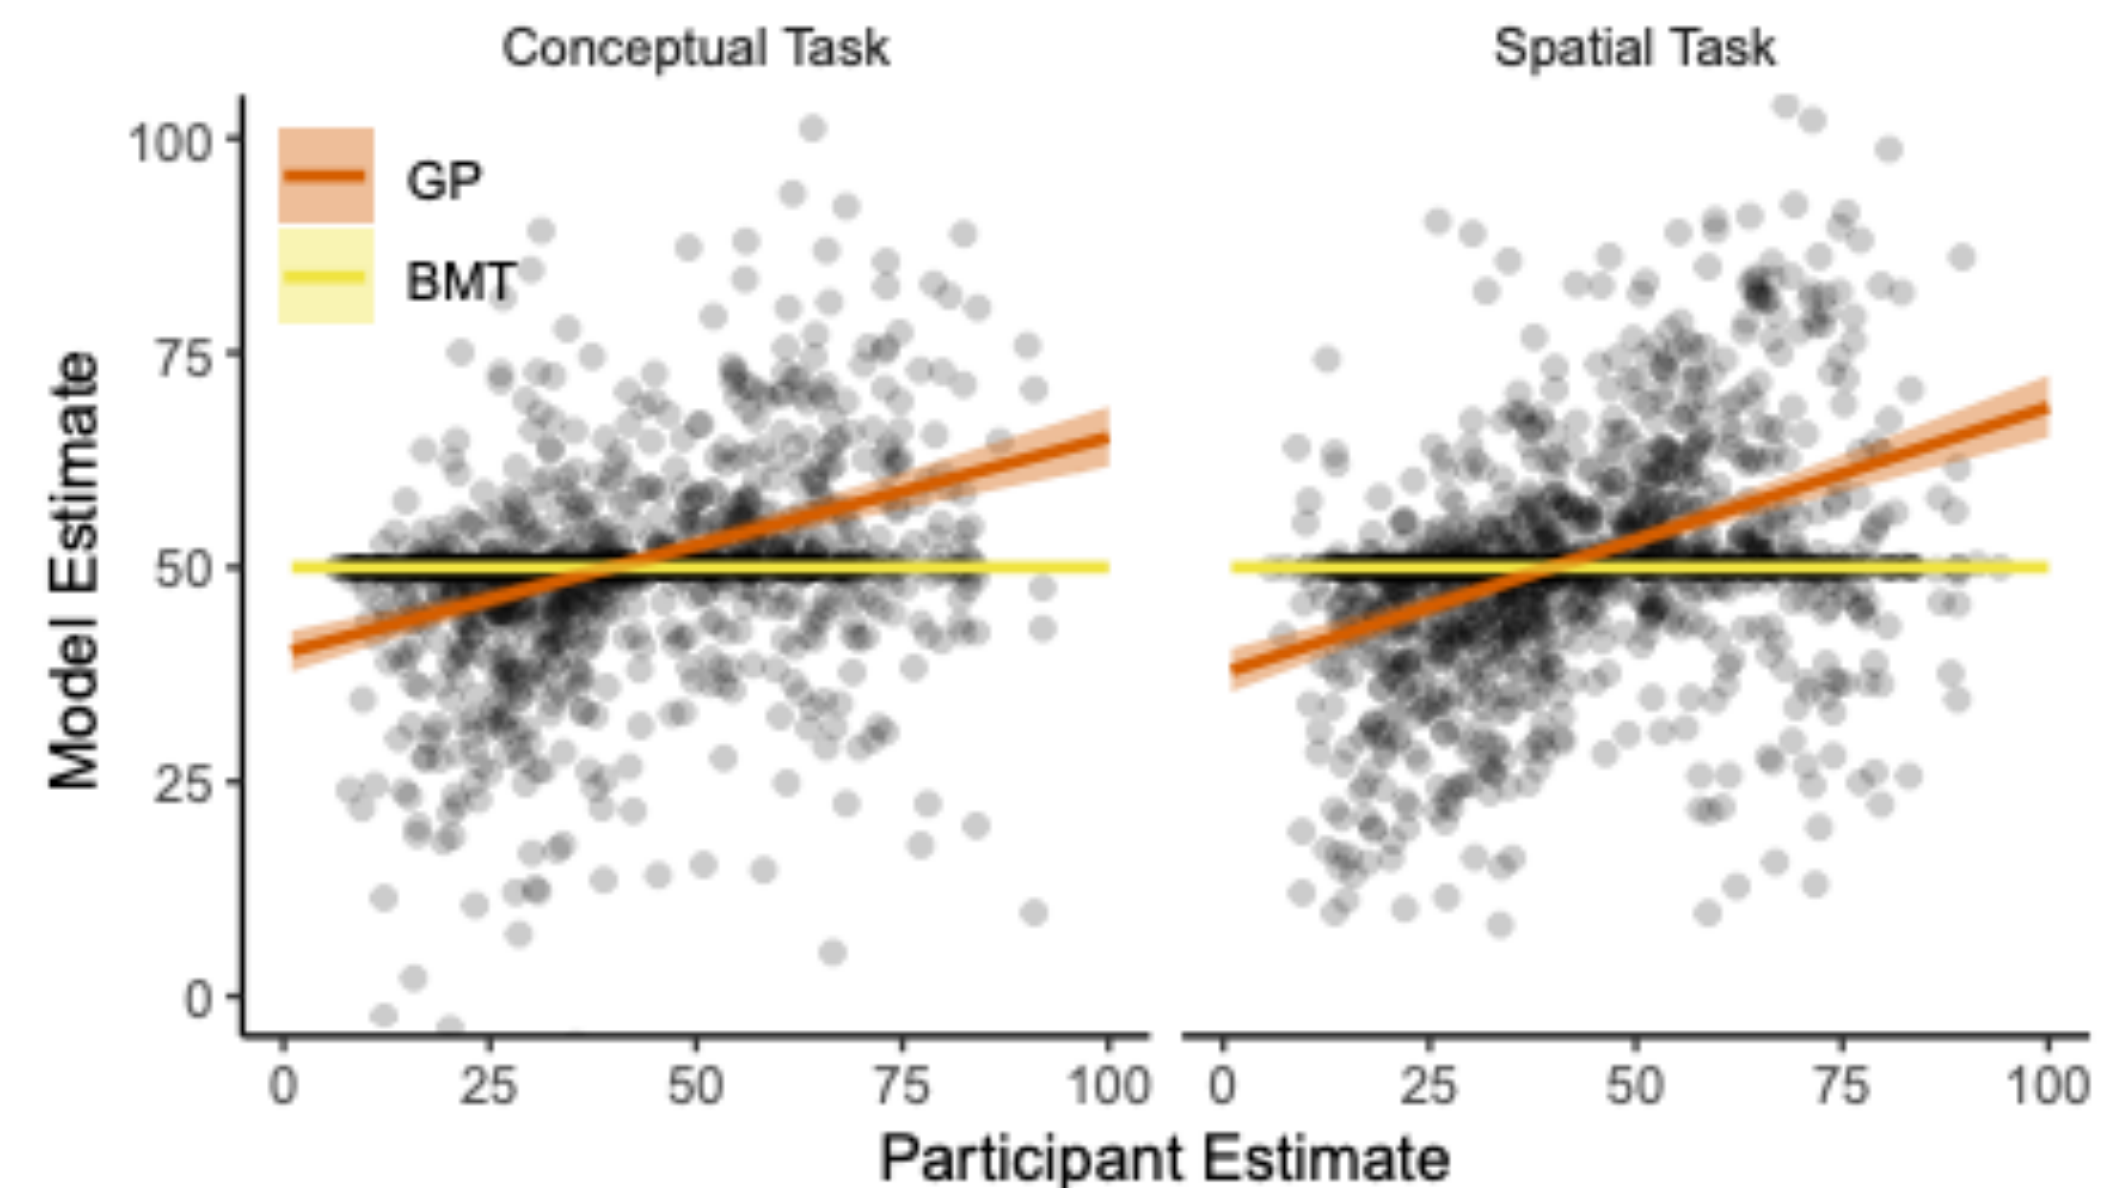 Conceptual Task
Spatial Task
GP
BMT
Model Estimate
100
75
50
25
0
0 25 50 75 100
0 25 50 75 100
Participant Estimate